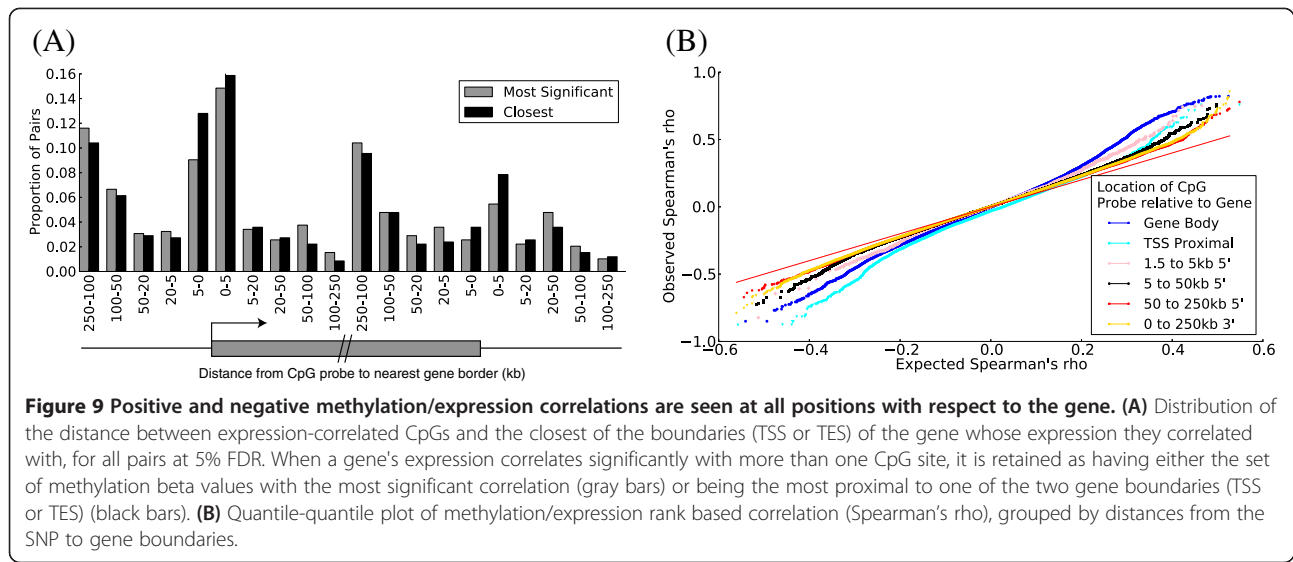 (A)
Proportion of Pairs
0.16
0.14
0.12
0.10
0.08
0.06
0.04
0.02
0.00
Most Significant
Closest
250-100
100-50
50-20
20-5
5-0
0-5
5-20
20-50
50-100
100-250
250-100
100-50
50-20
20-5
5-0
0-5
5-20
20-50
50-100
100-250
Distance from CpG probe to nearest gene border (kb)
(B)
Observed Spearman's rho
1.0
0.5
0.0
−0.5
−1.0
−0.6
−0.4
−0.2
0.0
0.2
0.4
0.6
Expected Spearman's rho
Location of CpG
Probe relative to Gene
Gene Body
TSS Proximal
1.5 to 5kb 5'
5 to 50kb 5'
50 to 250kb 5'
0 to 250kb 3'
Figure 9 Positive and negative methylation/expression correlations are seen at all positions with respect to the gene. (A) Distribution of
the distance between expression-correlated CpGs and the closest of the boundaries (TSS or TES) of the gene whose expression they correlated
with, for all pairs at 5% FDR. When a gene's expression correlates significantly with more than one CpG site, it is retained as having either the set
of methylation beta values with the most significant correlation (gray bars) or being the most proximal to one of the two gene boundaries (TSS
or TES) (black bars). (B) Quantile-quantile plot of methylation/expression rank based correlation (Spearman's rho), grouped by distances from the
SNP to gene boundaries.